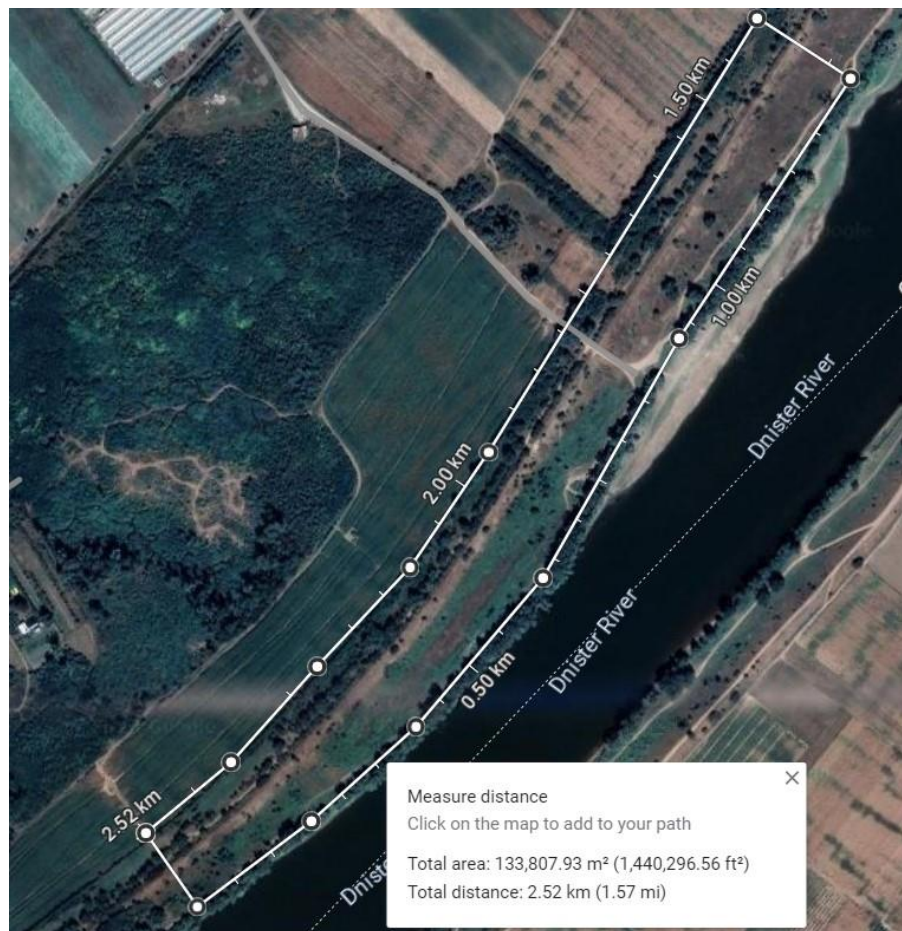 1.50 km
1.00 km
Dnister River
2.00 km
Dnister River
0.50 km
2.52 km
Measure distance
Click on the map to add to your path
Total area: 133,807.93 m² (1,440,296.56 ft²)
Total distance: 2.52 km (1.57 mi)